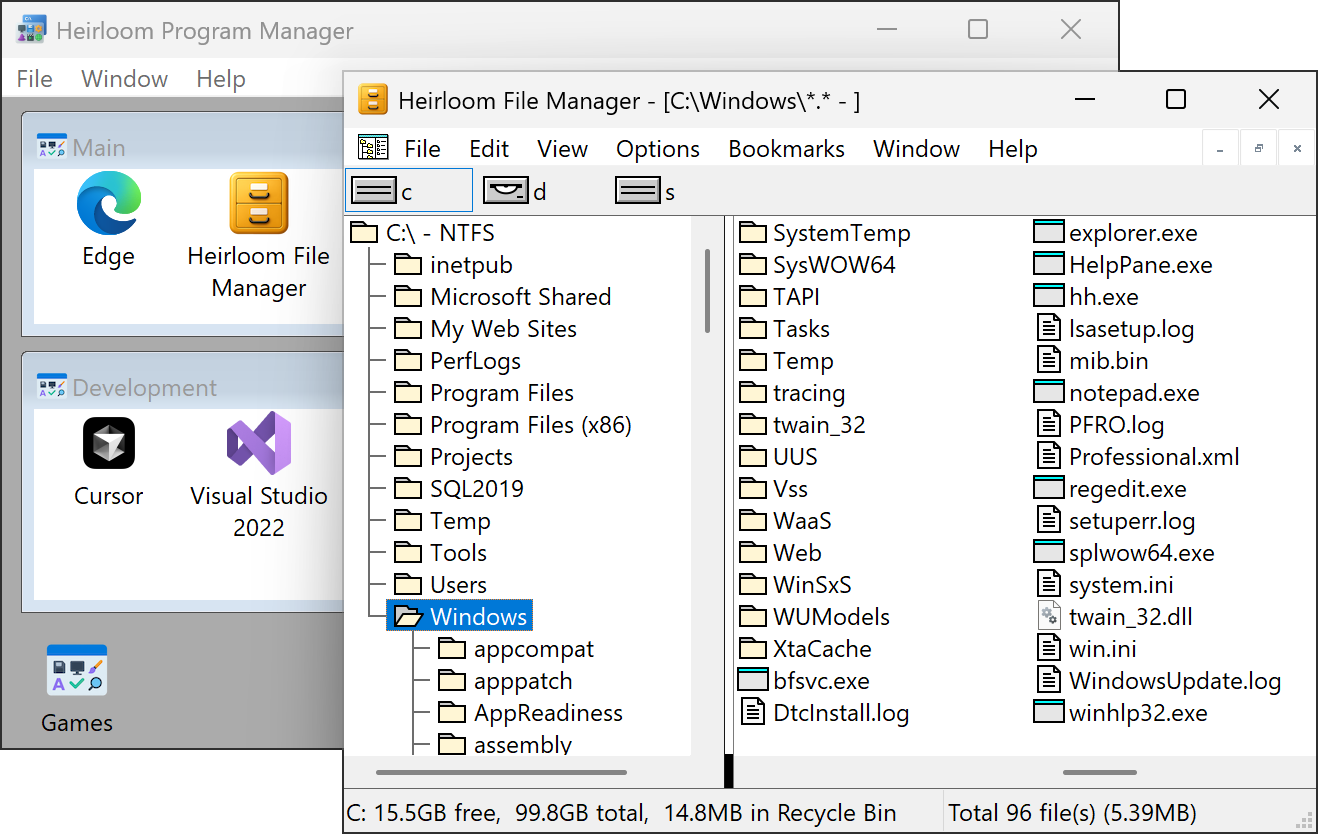 Heirloom Program Manager
File Window Help
Main
Edge
Heirloom File
Manager
Development
Cursor
Visual Studio
2022
Games
Heirloom File Manager - [C:\Windows\*.* - ]
File Edit View Options Bookmarks Window Help
c d s
C:\ - NTFS
inetpub
Microsoft Shared
My Web Sites
PerfLogs
Program Files
Program Files (x86)
Projects
SQL2019
Temp
Tools
Users
Windows
appcompat
apppatch
AppReadiness
assembly
SystemTemp
SysWOW64
TAPI
Tasks
Temp
tracing
twain_32
UUS
Vss
WaaS
Web
WinSxS
WUModels
XtaCache
bfsvc.exe
DtcInstall.log
explorer.exe
HelpPane.exe
hh.exe
lsasetup.log
mib.bin
notepad.exe
PFRO.log
Professional.xml
regedit.exe
setuperr.log
splwow64.exe
system.ini
twain_32.dll
win.ini
WindowsUpdate.log
winhlp32.exe
C: 15.5GB free, 99.8GB total, 14.8MB in Recycle Bin
Total 96 file(s) (5.39MB)